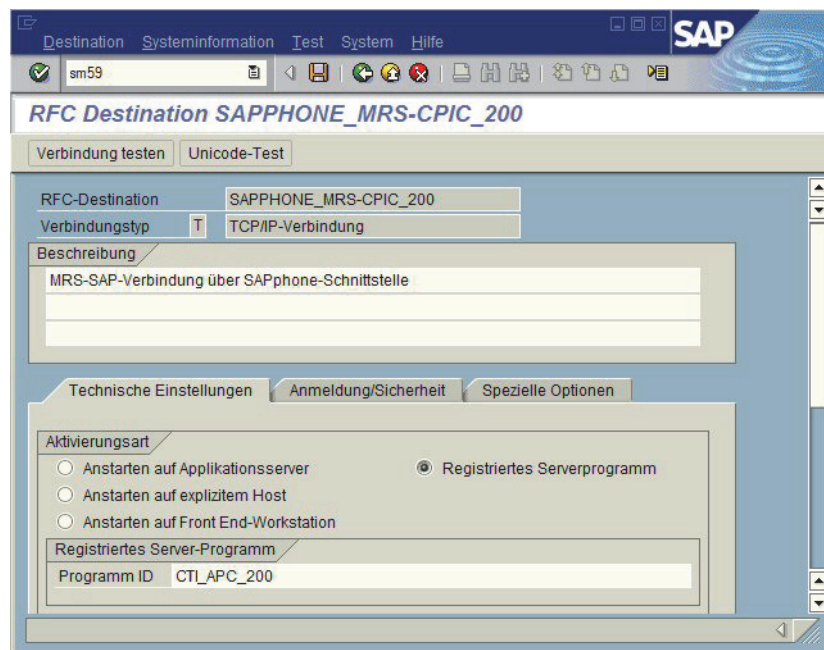 Destination Systeminformation Test System Hilfe
SAP
sm59
RFC Destination SAPPHONE_MRS-CPIC_200
Verbindung testen Unicode-Test
RFC-Destination SAPPHONE_MRS-CPIC_200
Verbindungstyp T TCP/IP-Verbindung
Beschreibung
MRS-SAP-Verbindung über SAPphone-Schnittstelle
Technische Einstellungen Anmeldung/Sicherheit Spezielle Optionen
Aktivierungsart
Anstarten auf Applikationsserver Registriertes Serverprogramm
Anstarten auf explizitem Host
Anstarten auf Front End-Workstation
Registriertes Server-Programm
Programm ID CTI_APC_200